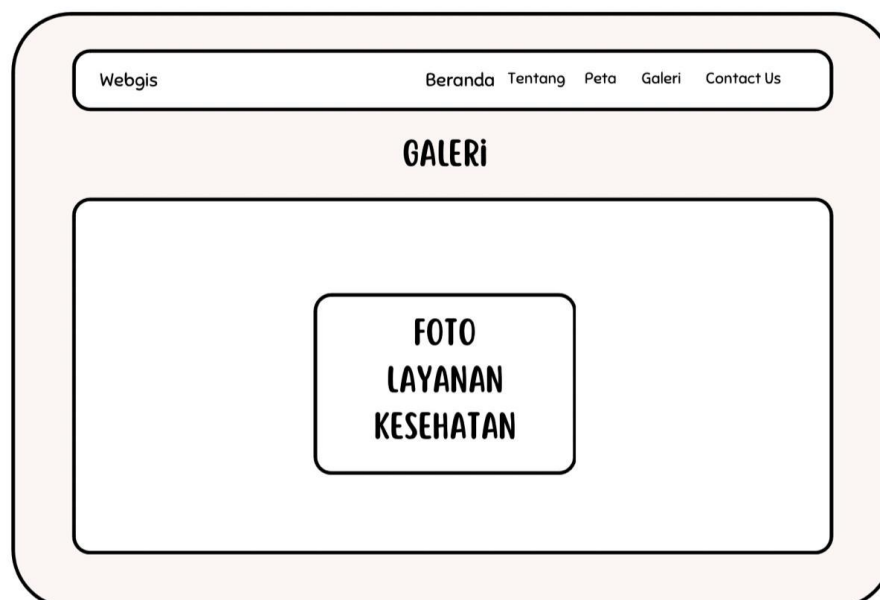 Webgis
Beranda Tentang Peta Galeri Contact Us
GALERi
FOTO
LAYANAN
KESEHATAN